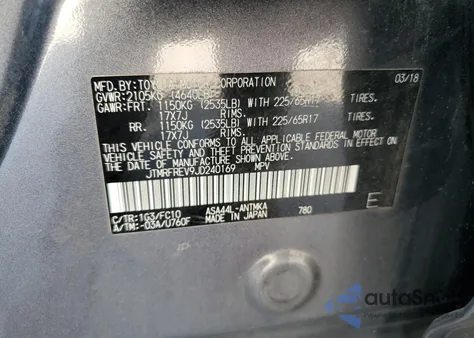 MFD.BY: TOYOTA MOTOR CORPORATION 03/18
GVWR: 2105KG (4640LB)
GAWR: FRT. 1150KG (2535LB) WITH 225/65R17 TIRES.
17X7J RIMS.
RR. 1150KG (2535LB) WITH 225/65R17 TIRES.
17X7J RIMS.
THIS VEHICLE CONFORMS TO ALL APPLICABLE FEDERAL MOTOR
VEHICLE SAFETY STANDARDS IN EFFECT ON
THE DATE OF MANUFACTURE SHOWN ABOVE.
JTMRFREV9JD240169 MPV
C/TR: 1G3/FC10 ASA44L-ANTMKA 780
A/TM: -03A/U760F MADE IN JAPAN
E